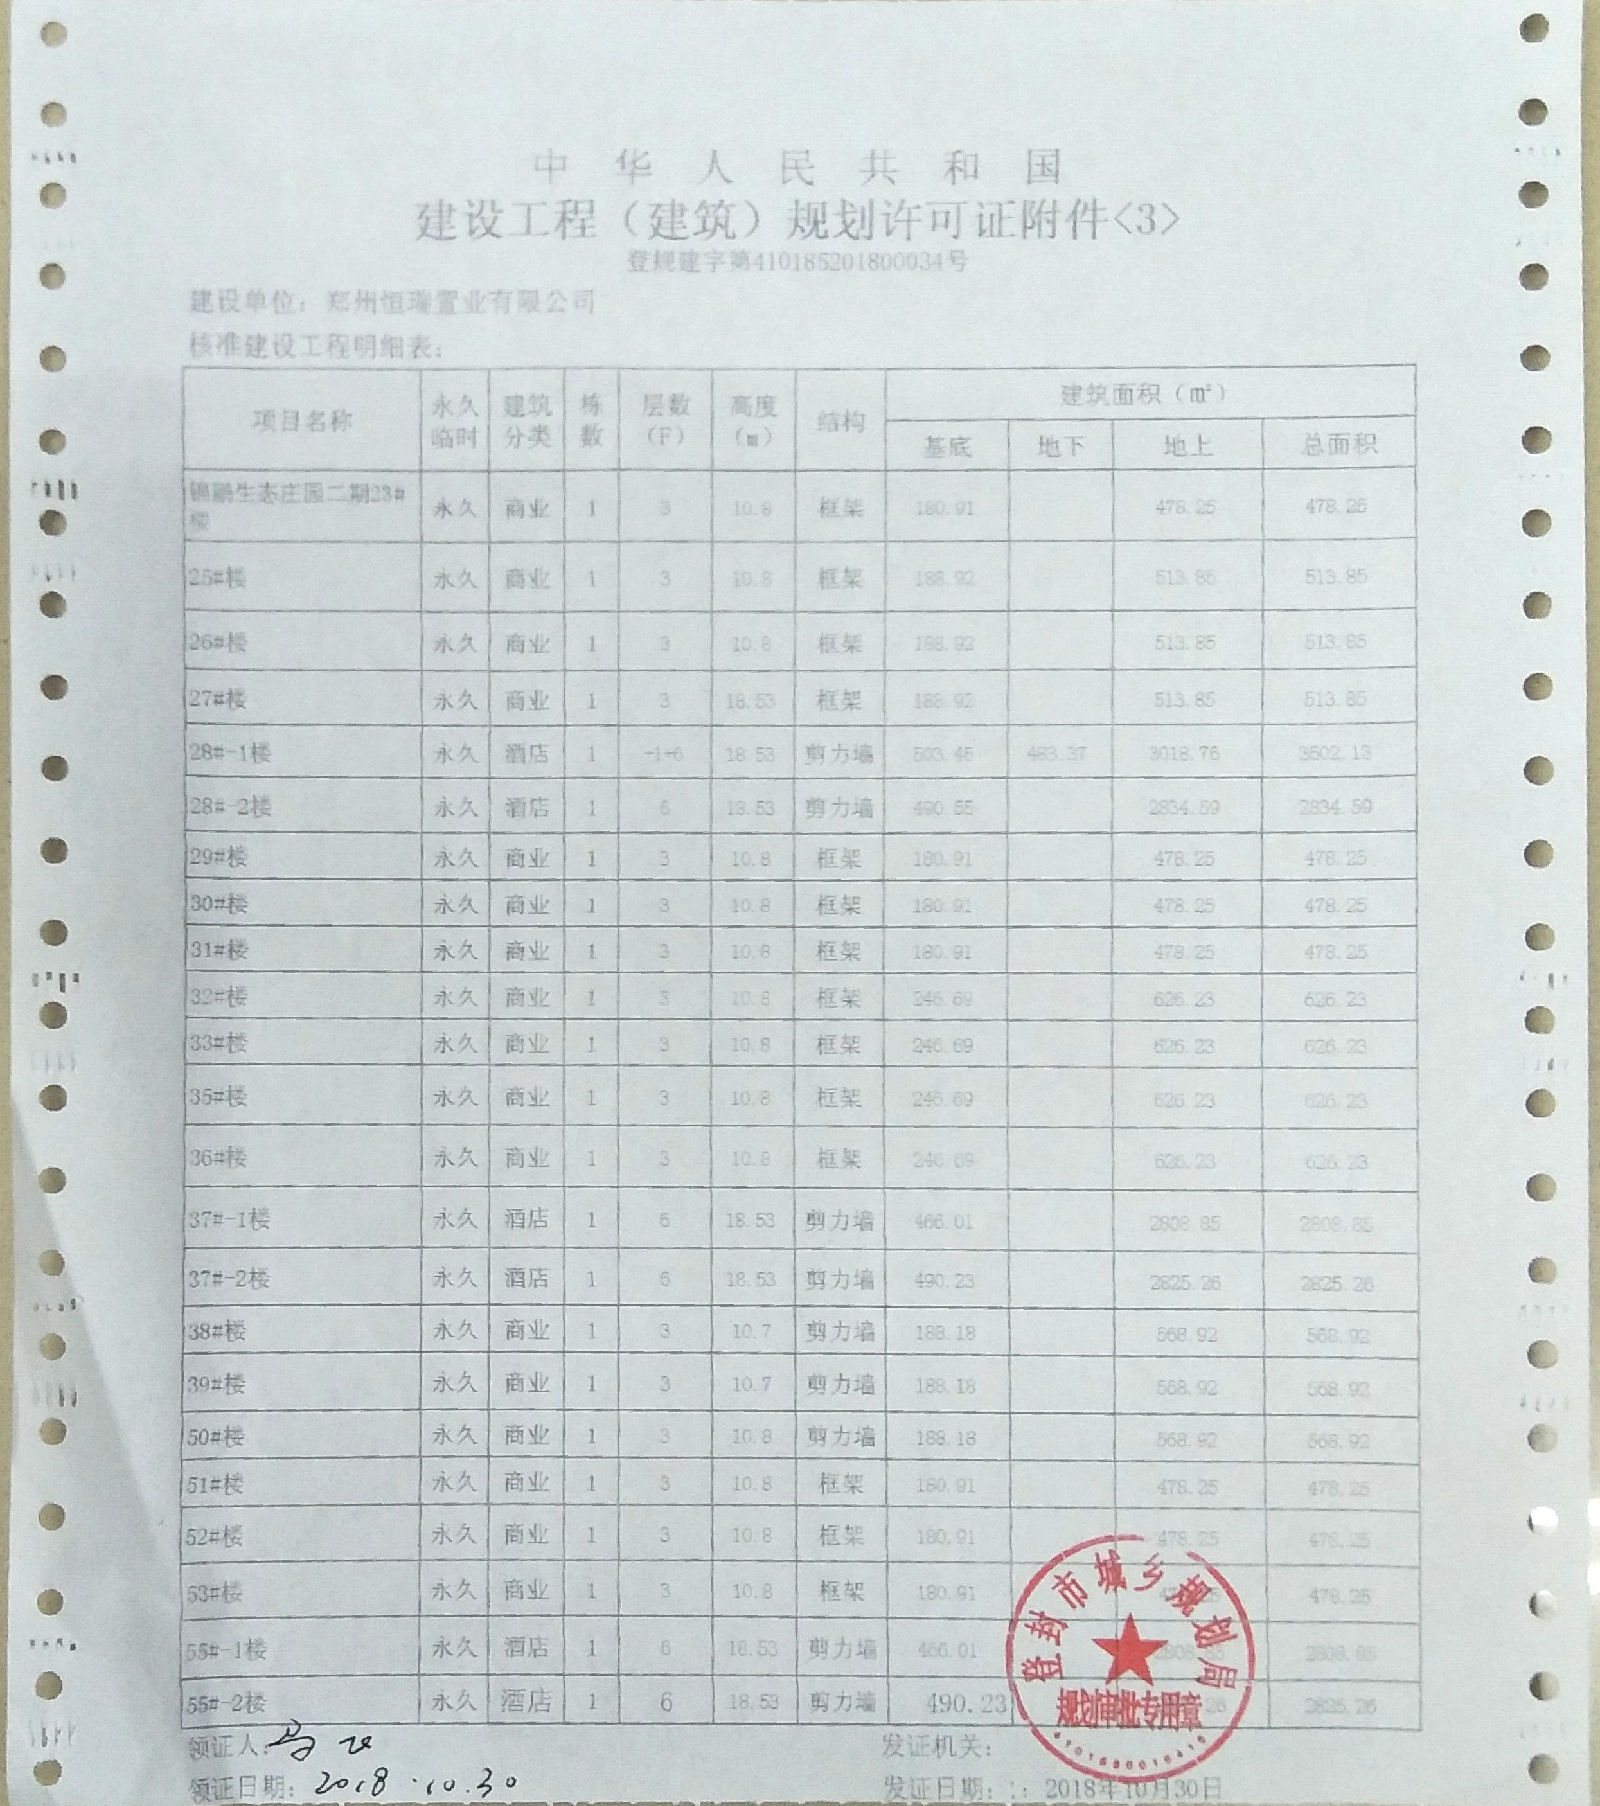 中华人民共和国
建设工程（建筑）规划许可证附件<3>
登规建字第410185201800034号
建设单位：郑州恒瑞置业有限公司
核准建设工程明细表：
项目名称 永久临时 建筑分类 栋数 层数（F） 高度（m） 结构 建筑面积（㎡）
基底 地下 地上 总面积
锦鹏生态庄园二期23#楼 永久 商业 1 3 10.8 框架 180.91 478.25 478.25
25#楼 永久 商业 1 3 10.8 框架 188.92 513.85 513.85
26#楼 永久 商业 1 3 10.8 框架 188.92 513.85 513.85
27#楼 永久 商业 1 3 18.53 框架 188.92 513.85 513.85
28#-1楼 永久 酒店 1 -1+6 18.53 剪力墙 503.45 483.37 3018.76 3502.13
28#-2楼 永久 酒店 1 6 18.53 剪力墙 490.55 2834.59 2834.59
29#楼 永久 商业 1 3 10.8 框架 180.91 478.25 478.25
30#楼 永久 商业 1 3 10.8 框架 180.91 478.25 478.25
31#楼 永久 商业 1 3 10.8 框架 180.91 478.25 478.25
32#楼 永久 商业 1 3 10.8 框架 246.69 626.23 626.23
33#楼 永久 商业 1 3 10.8 框架 246.69 626.23 626.23
35#楼 永久 商业 1 3 10.8 框架 246.69 626.23 626.23
36#楼 永久 商业 1 3 10.8 框架 246.69 626.23 626.23
37#-1楼 永久 酒店 1 6 18.53 剪力墙 466.01 2808.85 2808.85
37#-2楼 永久 酒店 1 6 18.53 剪力墙 490.23 2825.26 2825.26
38#楼 永久 商业 1 3 10.7 剪力墙 188.18 568.92 568.92
39#楼 永久 商业 1 3 10.7 剪力墙 188.18 568.92 568.92
50#楼 永久 商业 1 3 10.8 剪力墙 188.18 568.92 568.92
51#楼 永久 商业 1 3 10.8 框架 180.91 478.25 478.25
52#楼 永久 商业 1 3 10.8 框架 180.91 478.25 478.25
53#楼 永久 商业 1 3 10.8 框架 180.91 478.25
55#-1楼 永久 酒店 1 6 18.53 剪力墙 466.01 2808.85
55#-2楼 永久 酒店 1 6 18.53 剪力墙 490.23 2825.26
登封市城乡规划局
规划审批专用章
领证人： 发证机关：
领证日期：2018.10.30 发证日期：：2018年10月30日